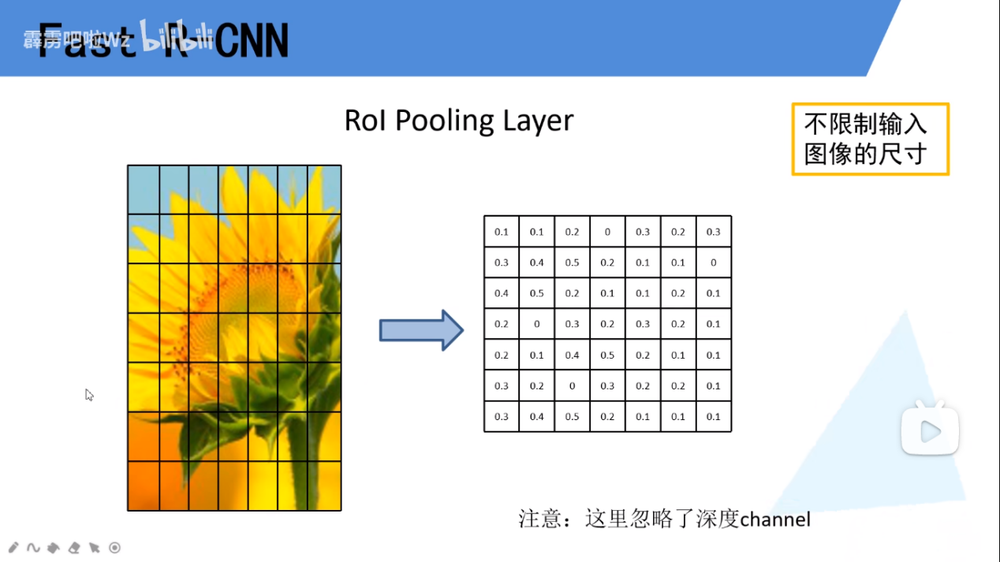 Fast R-CNN
霹雳吧啦Wz bilibili
RoI Pooling Layer
不限制输入
图像的尺寸
0.1 0.1 0.2 0 0.3 0.2 0.3
0.3 0.4 0.5 0.2 0.1 0.1 0
0.4 0.5 0.2 0.1 0.1 0.2 0.1
0.2 0 0.3 0.2 0.3 0.2 0.1
0.2 0.1 0.4 0.5 0.2 0.1 0.1
0.3 0.2 0 0.3 0.2 0.2 0.1
0.3 0.4 0.5 0.2 0.1 0.1 0.1
注意：这里忽略了深度channel